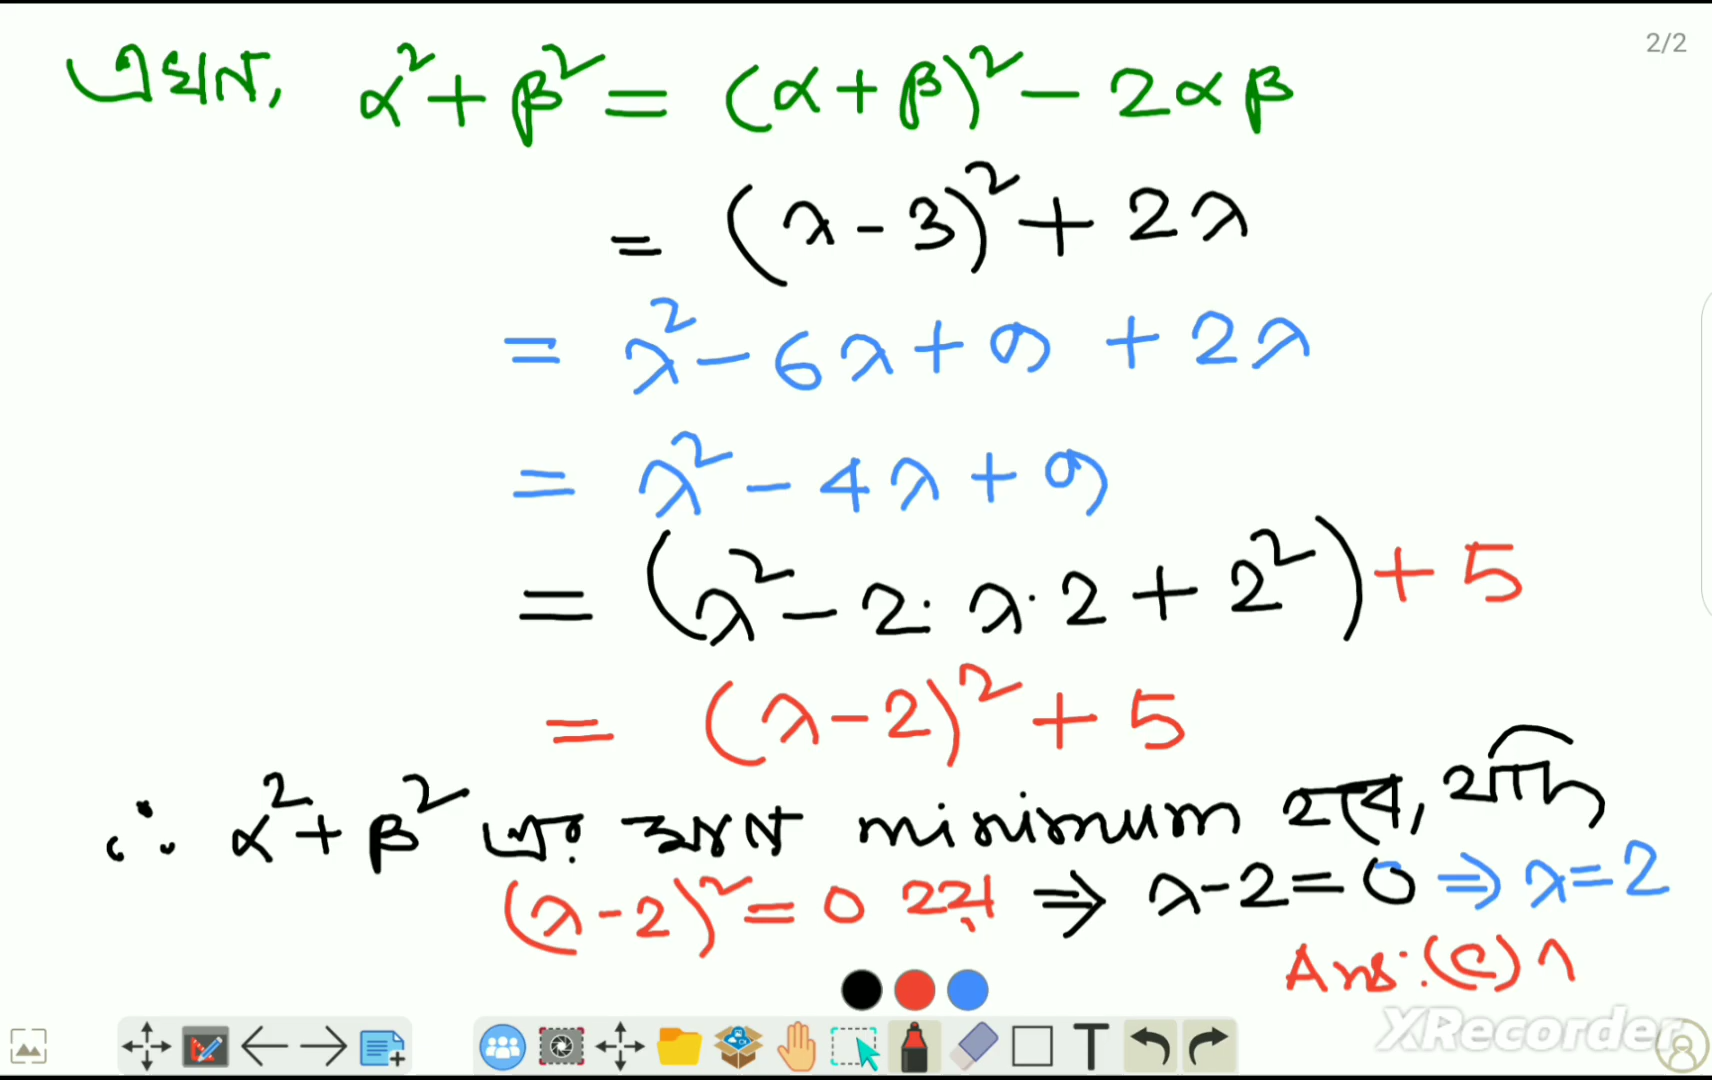 2/2
এখন, α² + β² = (α + β)² − 2αβ
= (λ - 3)² + 2λ
= λ² − 6λ + ৯ + 2λ
= λ² − 4λ + ৯
= (λ² − 2·λ·2 + 2²) + 5
= (λ − 2)² + 5
∴ α² + β² এর মান minimum হবে,
(λ − 2)² = 0 হয় ⇒ λ − 2 = 0 ⇒ λ = 2
Ans:(c)
T
XRecorder